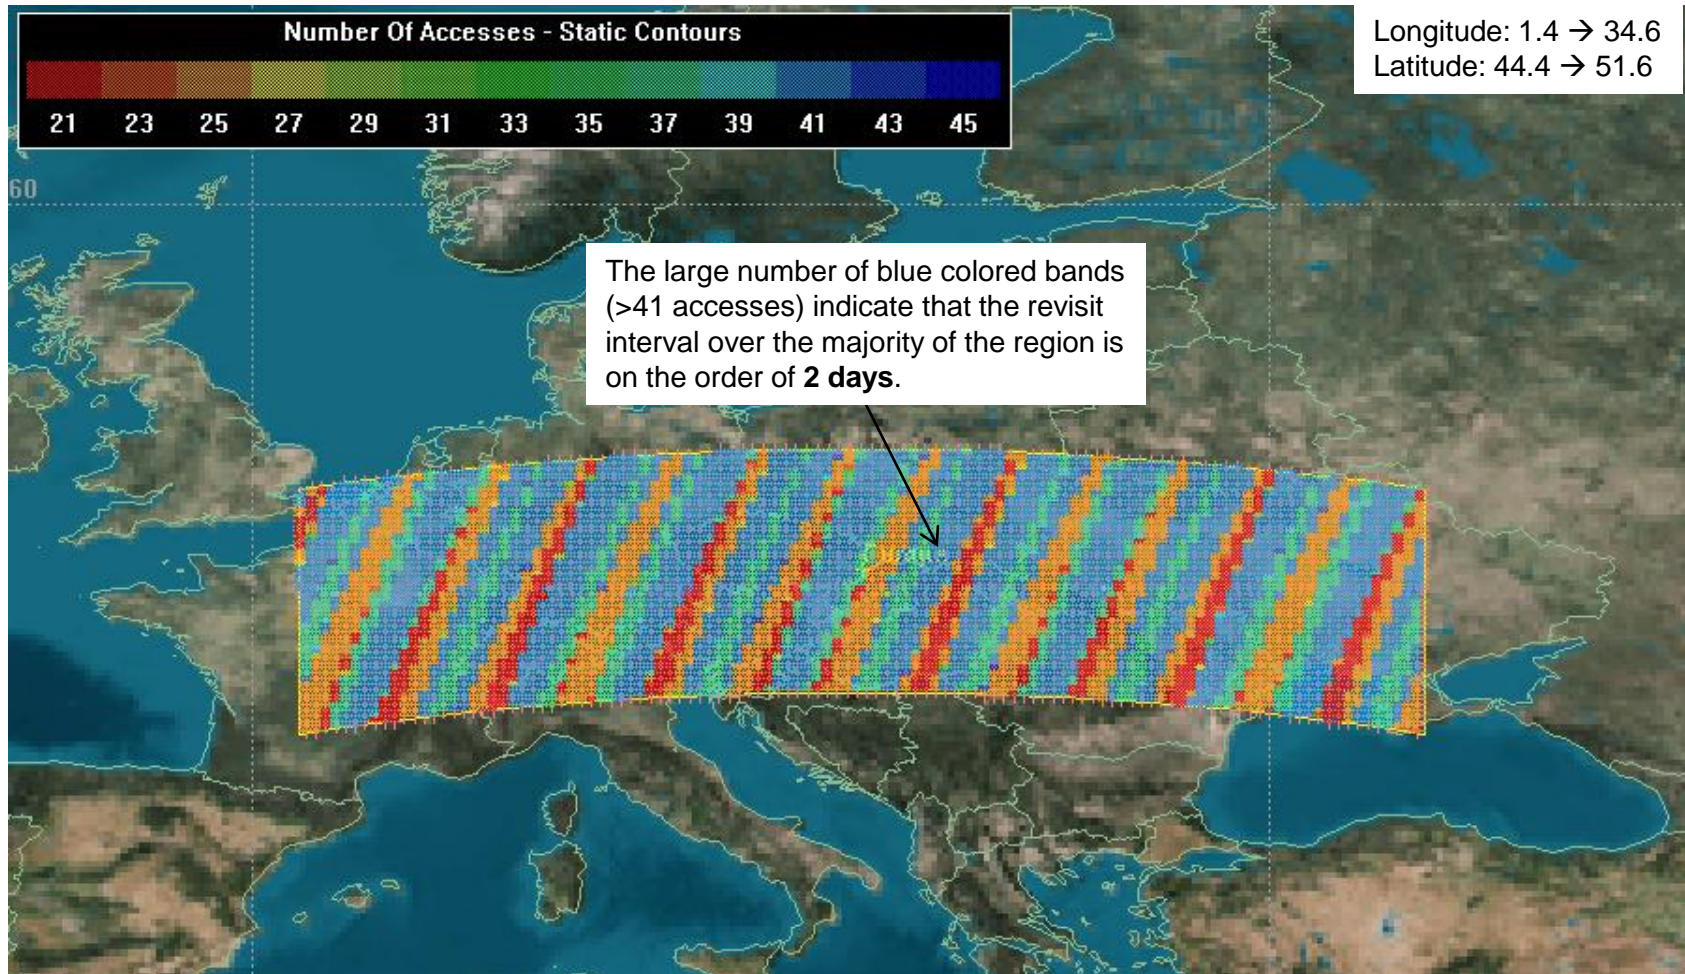 Number Of Accesses - Static Contours
21 23 25 27 29 31 33 35 37 39 41 43 45
Longitude: 1.4 → 34.6
Latitude: 44.4 → 51.6
60
The large number of blue colored bands
(>41 accesses) indicate that the revisit
interval over the majority of the region is
on the order of 2 days.